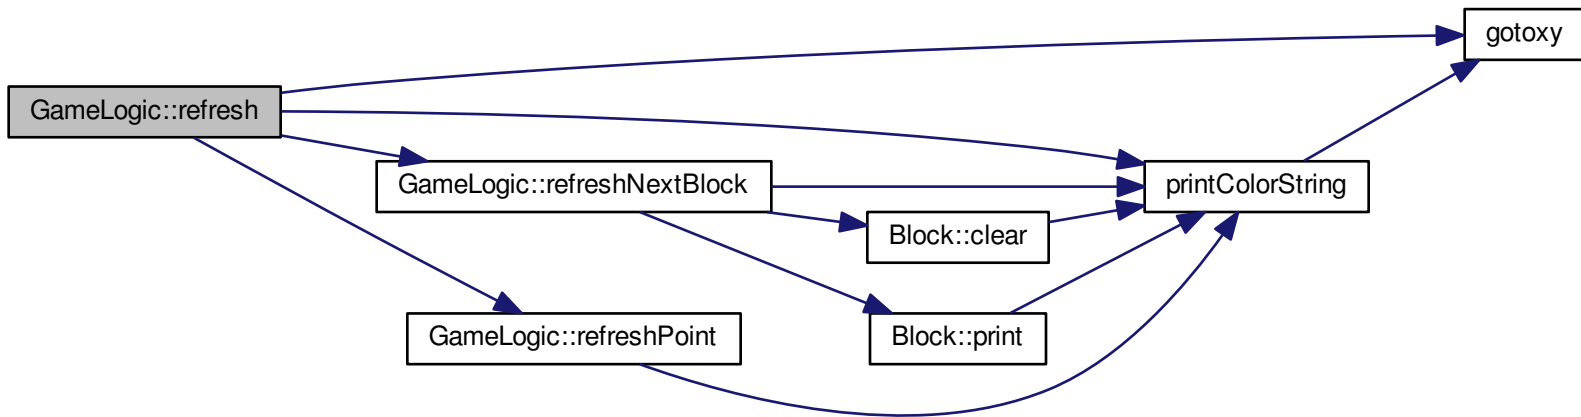 gotoxy
GameLogic::refresh
GameLogic::refreshNextBlock
printColorString
Block::clear
GameLogic::refreshPoint
Block::print